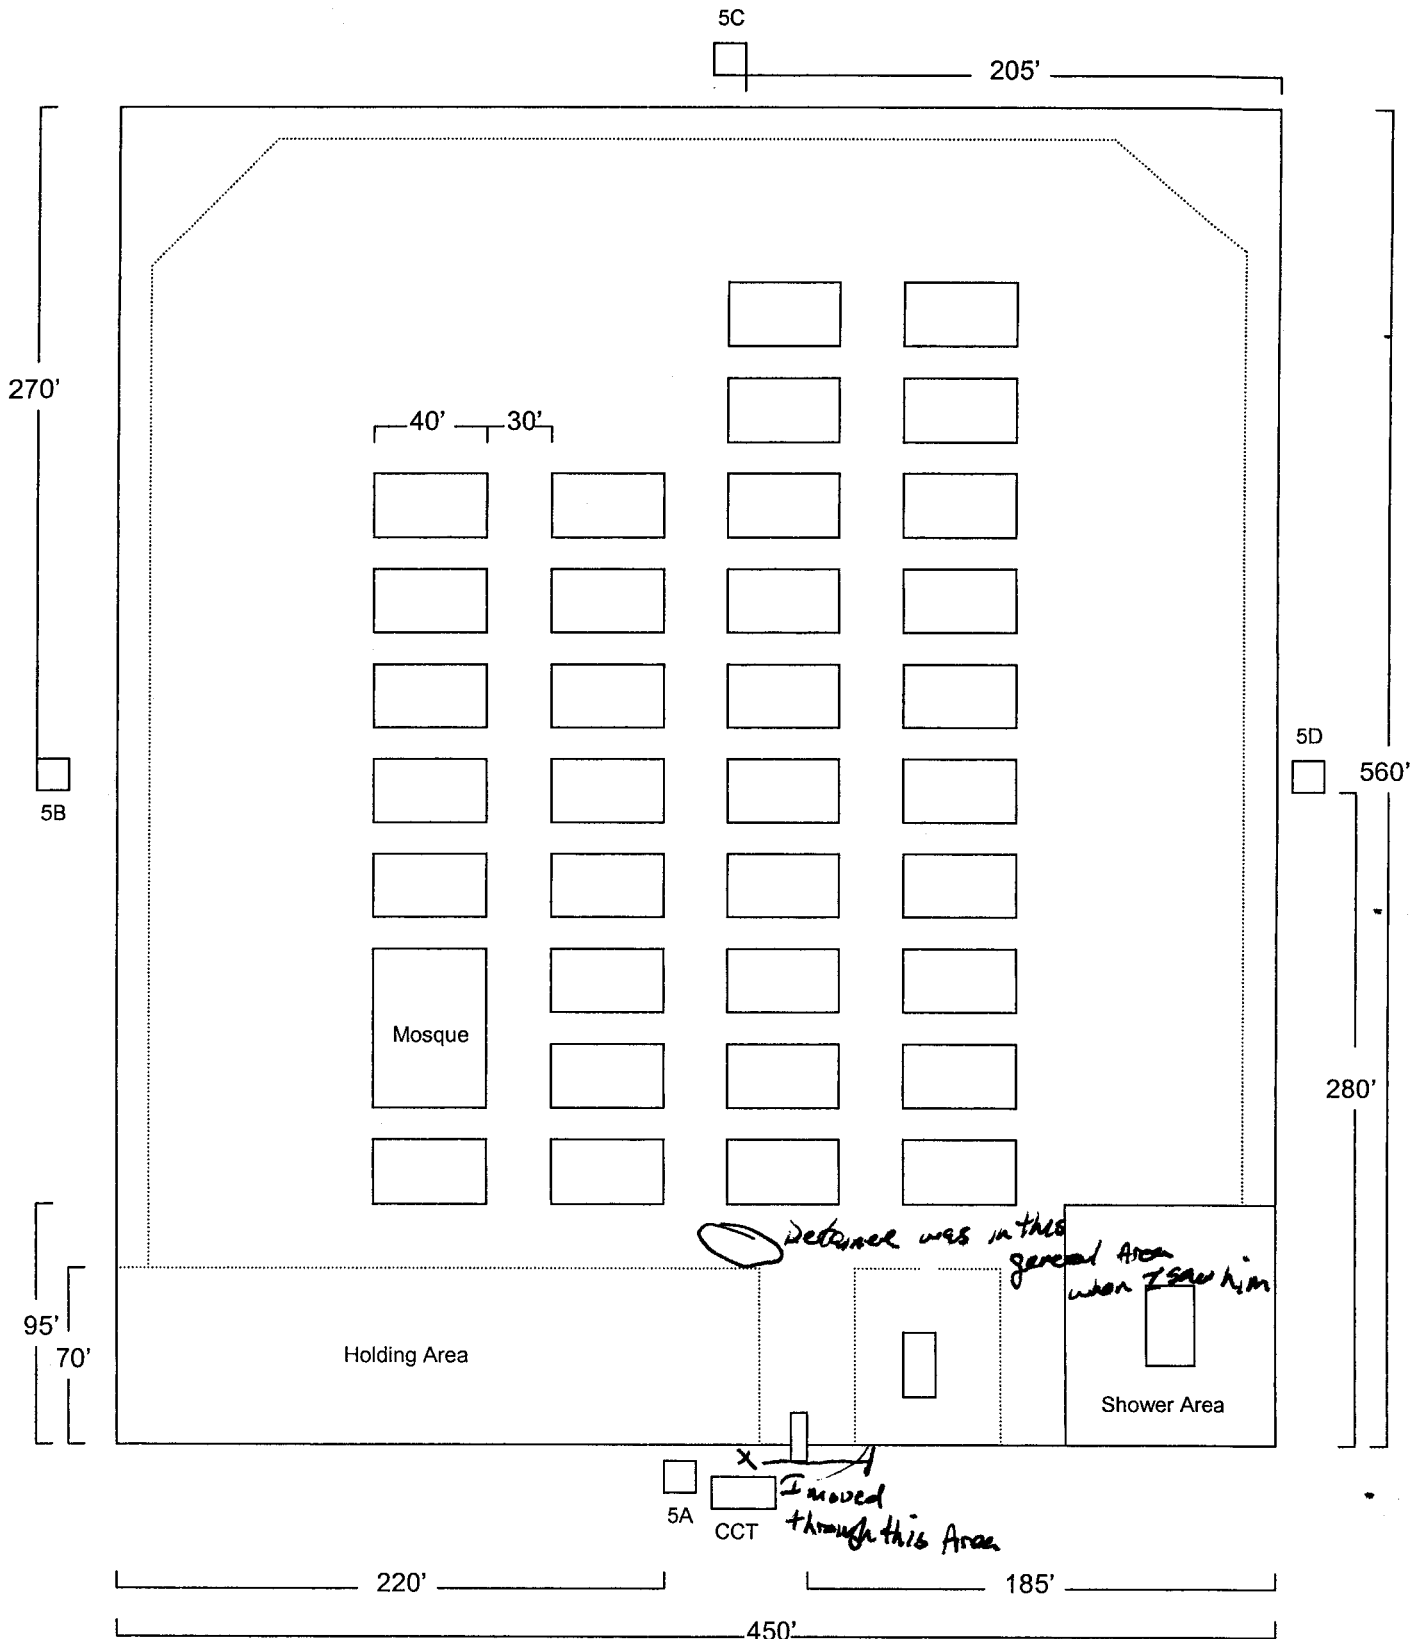 5C
205’
270’
40’ 30’
5D
560’
5B
Mosque
280’
Detainee was in this
general Area
when I saw him
95’
70’
Holding Area
Shower Area
X
5A
CCT
I moved
through this Area
220’
185’
450’